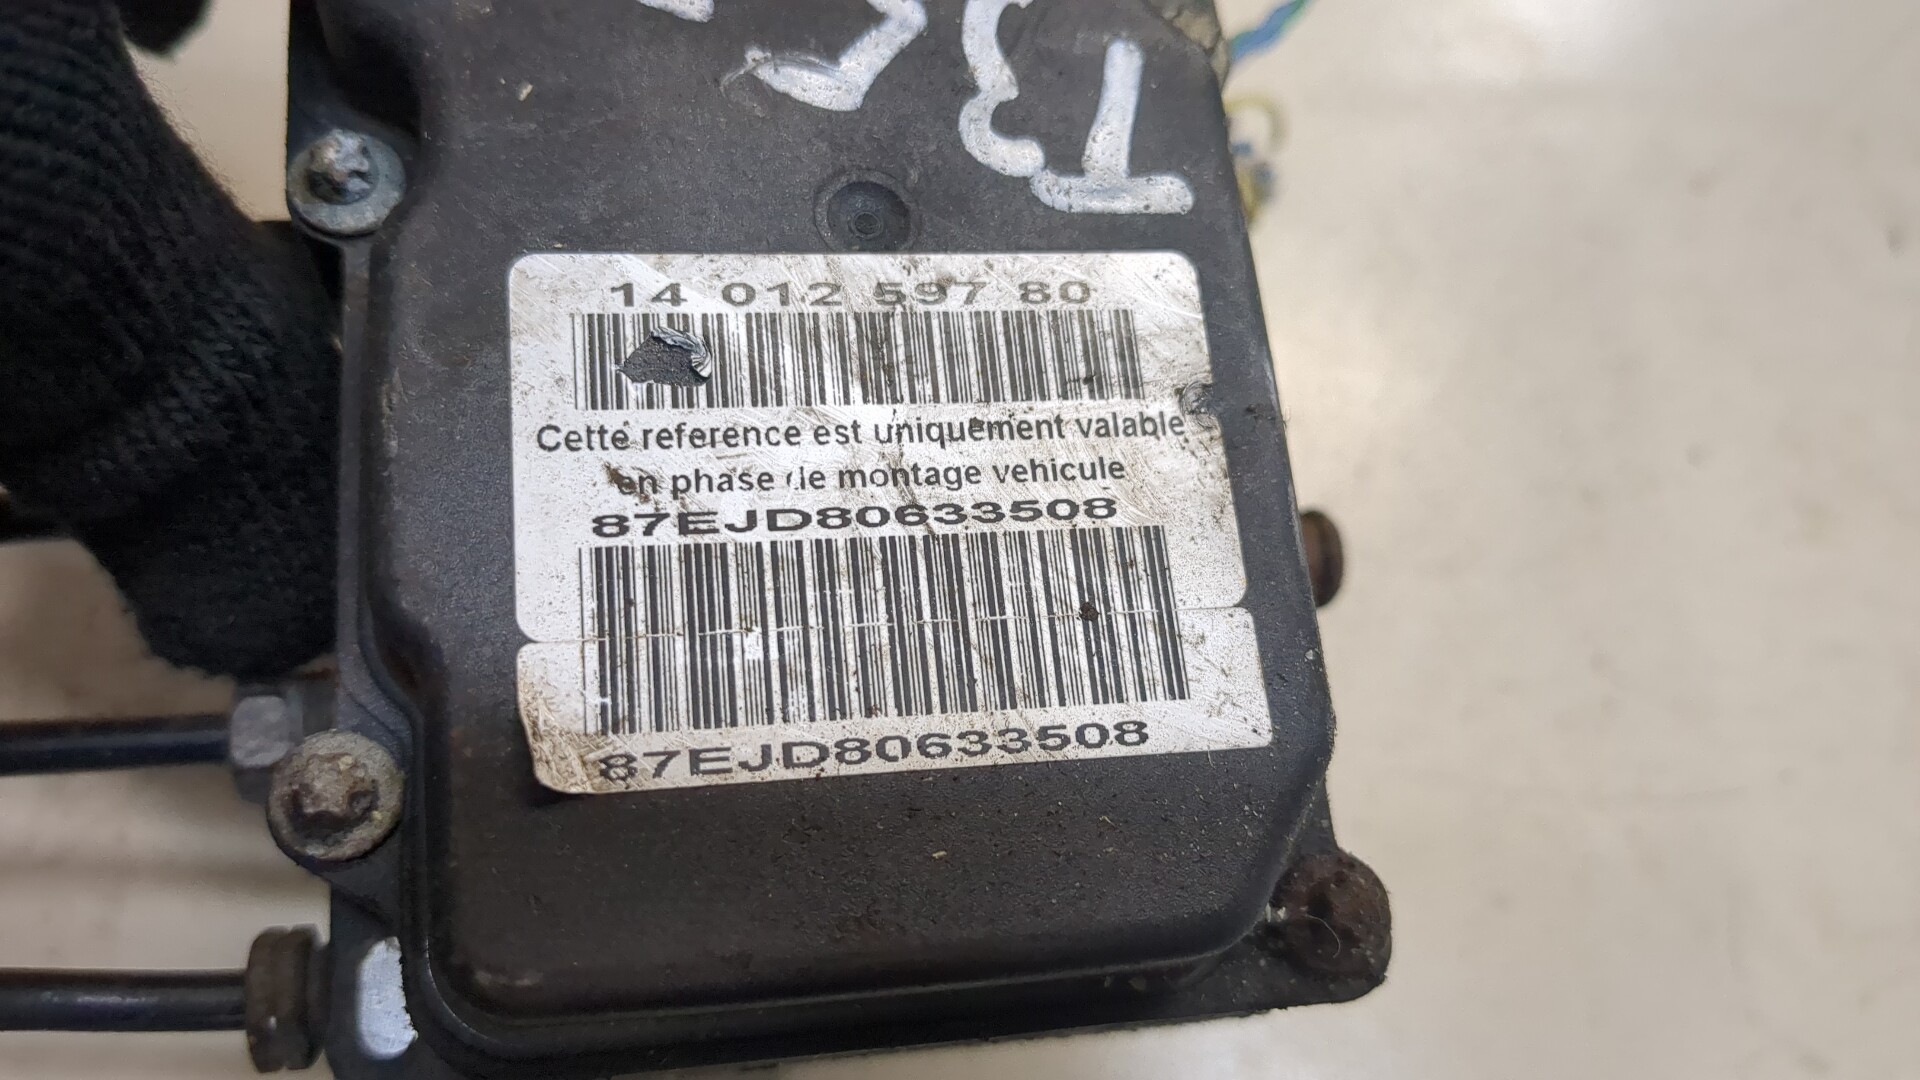 14 012 597 80
Cette reference est uniquement valable
en phase de montage vehicule
87EJD80633508
87EJD80633508